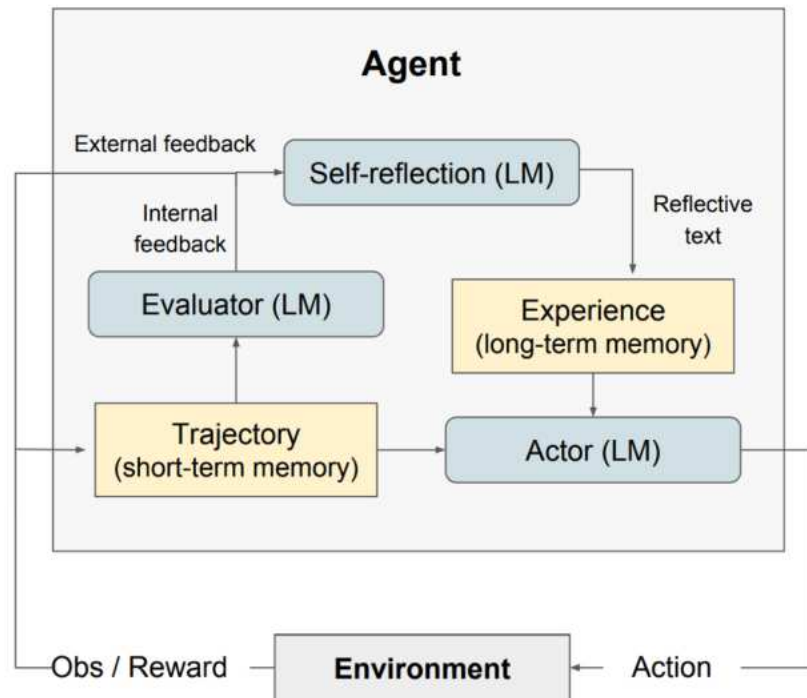 Agent
External feedback
Self-reflection (LM)
Internal
feedback
Reflective
text
Evaluator (LM)
Experience
(long-term memory)
Trajectory
(short-term memory)
Actor (LM)
Obs / Reward
Environment
Action